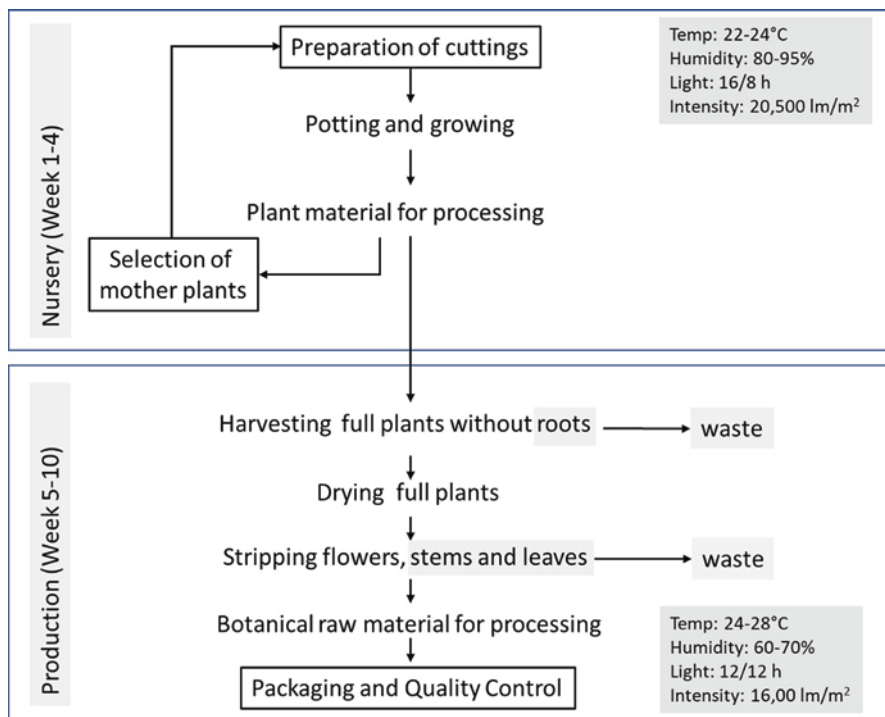 Preparation of cuttings
Temp: 22-24°C
Humidity: 80-95%
Light: 16/8 h
Intensity: 20,500 lm/m²
Potting and growing
Plant material for processing
Selection of
mother plants
Nursery (Week 1-4)
Harvesting full plants without roots
waste
Drying full plants
Stripping flowers, stems and leaves
waste
Botanical raw material for processing
Packaging and Quality Control
Temp: 24-28°C
Humidity: 60-70%
Light: 12/12 h
Intensity: 16,00 lm/m²
Production (Week 5-10)